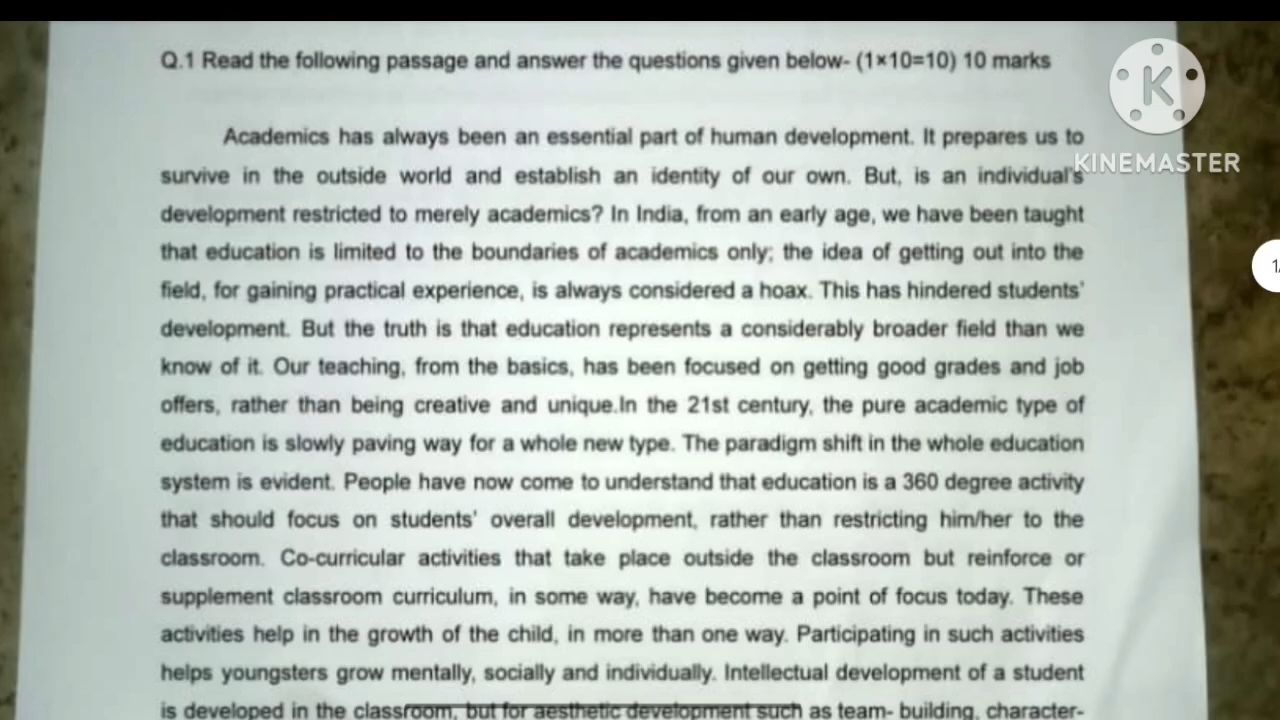 Q.1 Read the following passage and answer the questions given below- (1×10=10) 10 marks
Academics has always been an essential part of human development. It prepares us to
survive in the outside world and establish an identity of our own. But, is an individual's
development restricted to merely academics? In India, from an early age, we have been taught
that education is limited to the boundaries of academics only; the idea of getting out into the
field, for gaining practical experience, is always considered a hoax. This has hindered students'
development. But the truth is that education represents a considerably broader field than we
know of it. Our teaching, from the basics, has been focused on getting good grades and job
offers, rather than being creative and unique.In the 21st century, the pure academic type of
education is slowly paving way for a whole new type. The paradigm shift in the whole education
system is evident. People have now come to understand that education is a 360 degree activity
that should focus on students' overall development, rather than restricting him/her to the
classroom. Co-curricular activities that take place outside the classroom but reinforce or
supplement classroom curriculum, in some way, have become a point of focus today. These
activities help in the growth of the child, in more than one way. Participating in such activities
helps youngsters grow mentally, socially and individually. Intellectual development of a student
is developed in the classroom, but for aesthetic development such as team- building, character-
K
KINEMASTER